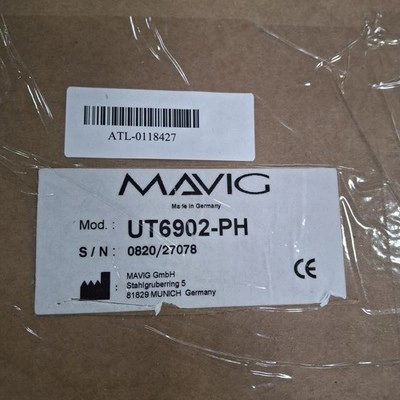 ATL-0118427
MAVIG
Made in Germany
Mod. : UT6902-PH
S / N : 0820/27078
MAVIG GmbH
: Stahlgruberring 5
81829 MUNICH Germany
CE